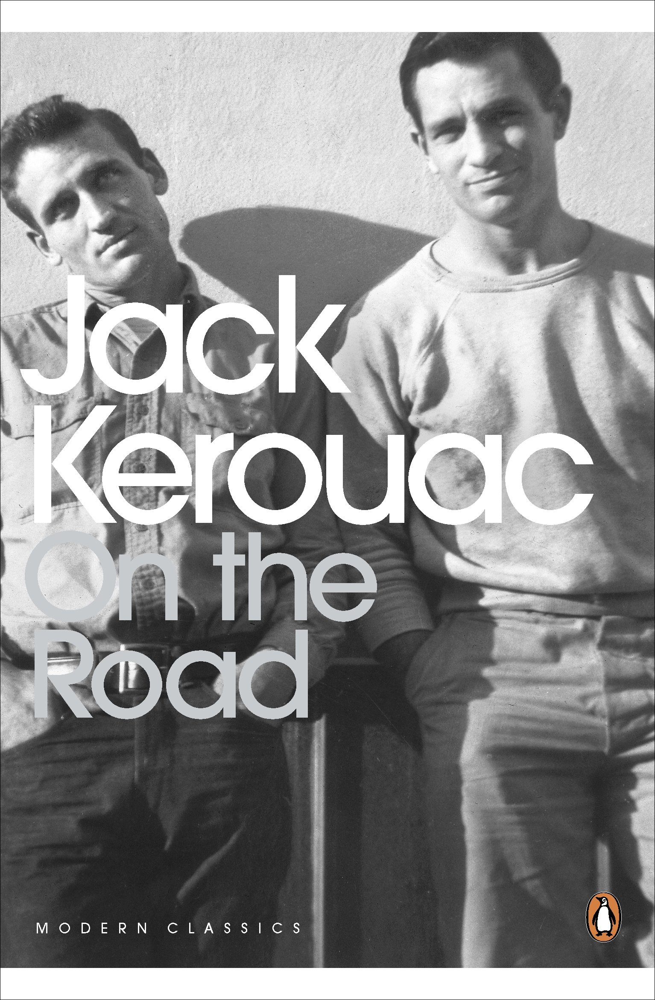 Jack
Kerouac
On the
Road
MODERN CLASSICS